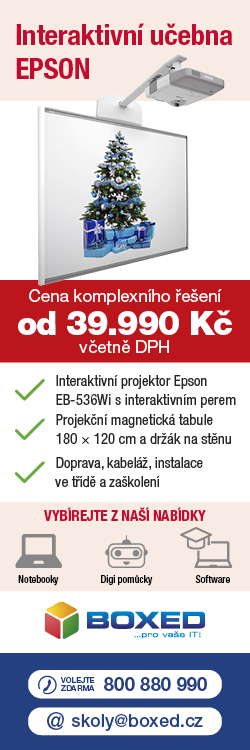 Interaktivní učebna
EPSON
Cena komplexního řešení
od 39.990 Kč
včetně DPH
Interaktivní projektor Epson
EB-536Wi s interaktivním perem
Projekční magnetická tabule
180 × 120 cm a držák na stěnu
Doprava, kabeláž, instalace
ve třídě a zaškolení
VYBÍREJTE Z NAŠÍ NABÍDKY
Notebooky
Digi pomůcky
Software
BOXED
...pro vaše IT!
VOLEJTE
ZDARMA
800 880 990
@ skoly@boxed.cz